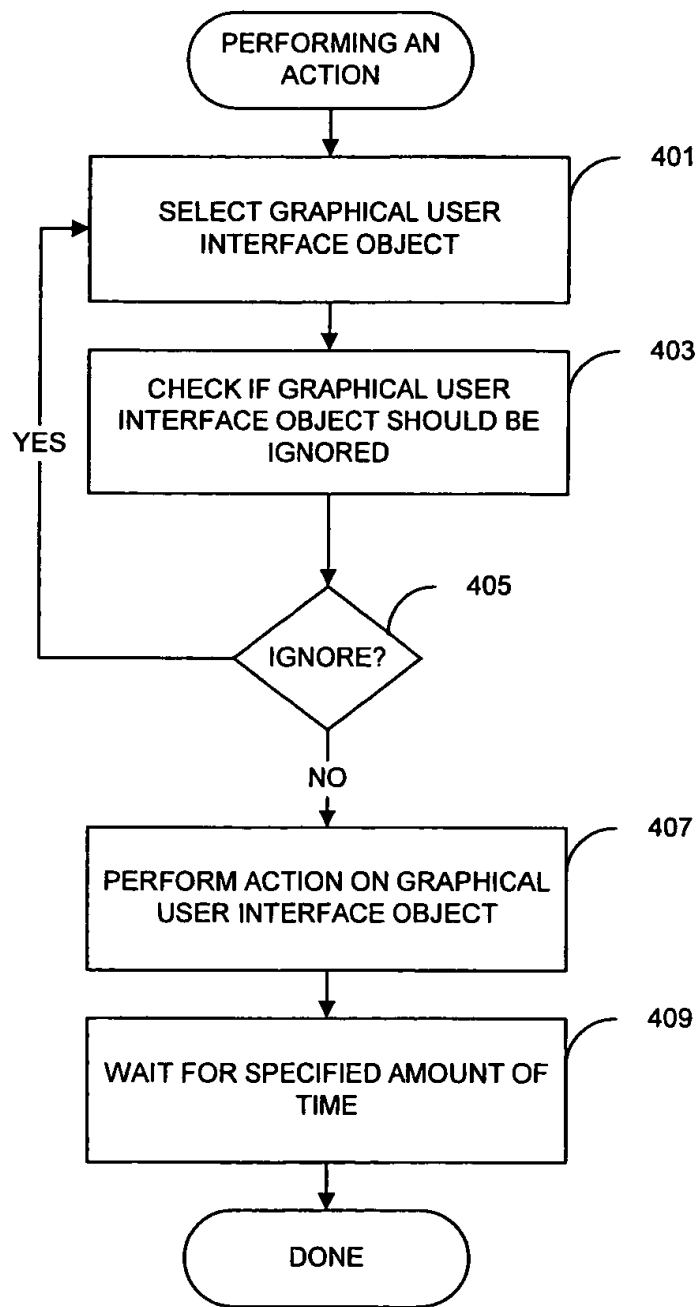 PERFORMING AN
ACTION
401
SELECT GRAPHICAL USER
INTERFACE OBJECT
403
CHECK IF GRAPHICAL USER
INTERFACE OBJECT SHOULD BE
IGNORED
YES
405
IGNORE?
NO
407
PERFORM ACTION ON GRAPHICAL
USER INTERFACE OBJECT
409
WAIT FOR SPECIFIED AMOUNT OF
TIME
DONE